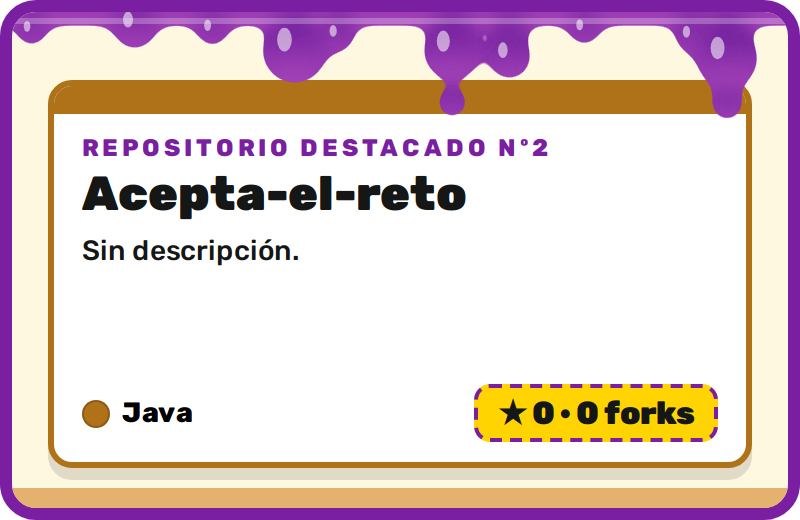 REPOSITORIO DESTACADO N°2
Acepta-el-reto
Sin descripción.
Java
★ 0 • 0 forks